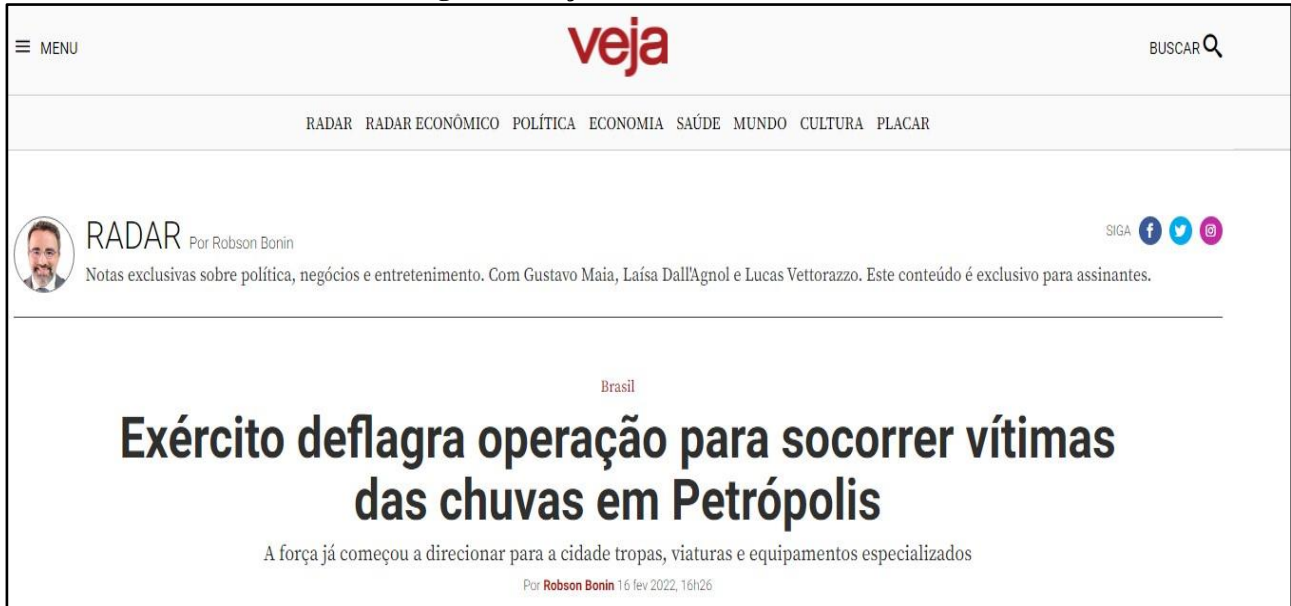 MENU
veja
BUSCAR
RADAR RADAR ECONÔMICO POLÍTICA ECONOMIA SAÚDE MUNDO CULTURA PLACAR
RADAR Por Robson Bonin
SIGA
Notas exclusivas sobre política, negócios e entretenimento. Com Gustavo Maia, Laísa Dall'Agnol e Lucas Vettorazzo. Este conteúdo é exclusivo para assinantes.
Brasil
Exército deflagra operação para socorrer vítimas
das chuvas em Petrópolis
A força já começou a direcionar para a cidade tropas, viaturas e equipamentos especializados
Por Robson Bonin 16 fev 2022, 16h26